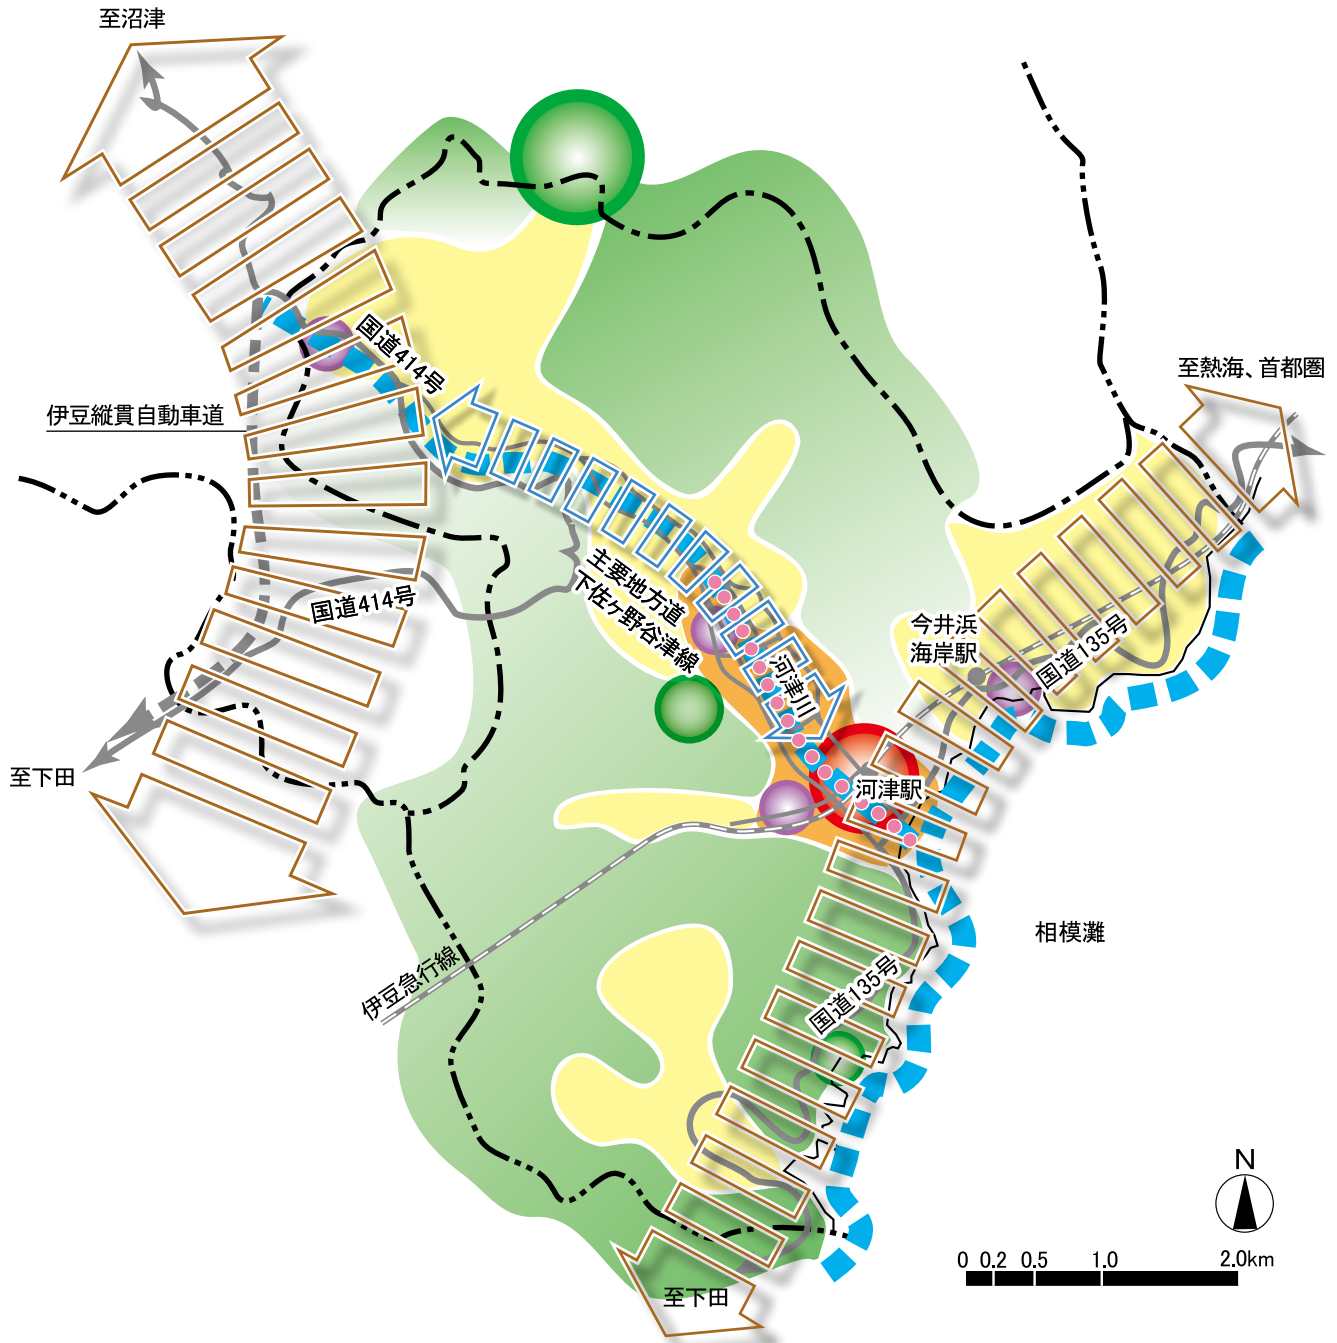 至沼津
国道414号
至熱海、首都圏
伊豆縦貫自動車道
主要地方道
下佐ケ野谷津線
国道414号
今井浜
海岸駅
国道135号
河津川
至下田
河津駅
相模灘
伊豆急行線
国道135号
N
0 0.2 0.5 1.0 2.0km
至下田